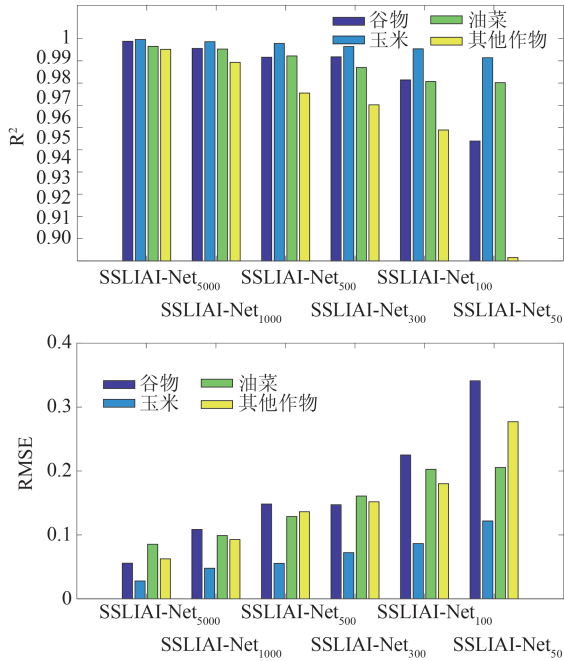 谷物 油菜
玉米 其他作物
1
0.99
0.98
0.97
0.96
0.95
0.94
0.93
0.92
0.91
0.90
R²
SSLIAI-Net₅₀₀₀ SSLIAI-Net₅₀₀ SSLIAI-Net₁₀₀
SSLIAI-Net₁₀₀₀ SSLIAI-Net₃₀₀ SSLIAI-Net₅₀
0.4
谷物 油菜
玉米 其他作物
0.3
0.2
0.1
0
RMSE
SSLIAI-Net₅₀₀₀ SSLIAI-Net₅₀₀ SSLIAI-Net₁₀₀
SSLIAI-Net₁₀₀₀ SSLIAI-Net₃₀₀ SSLIAI-Net₅₀